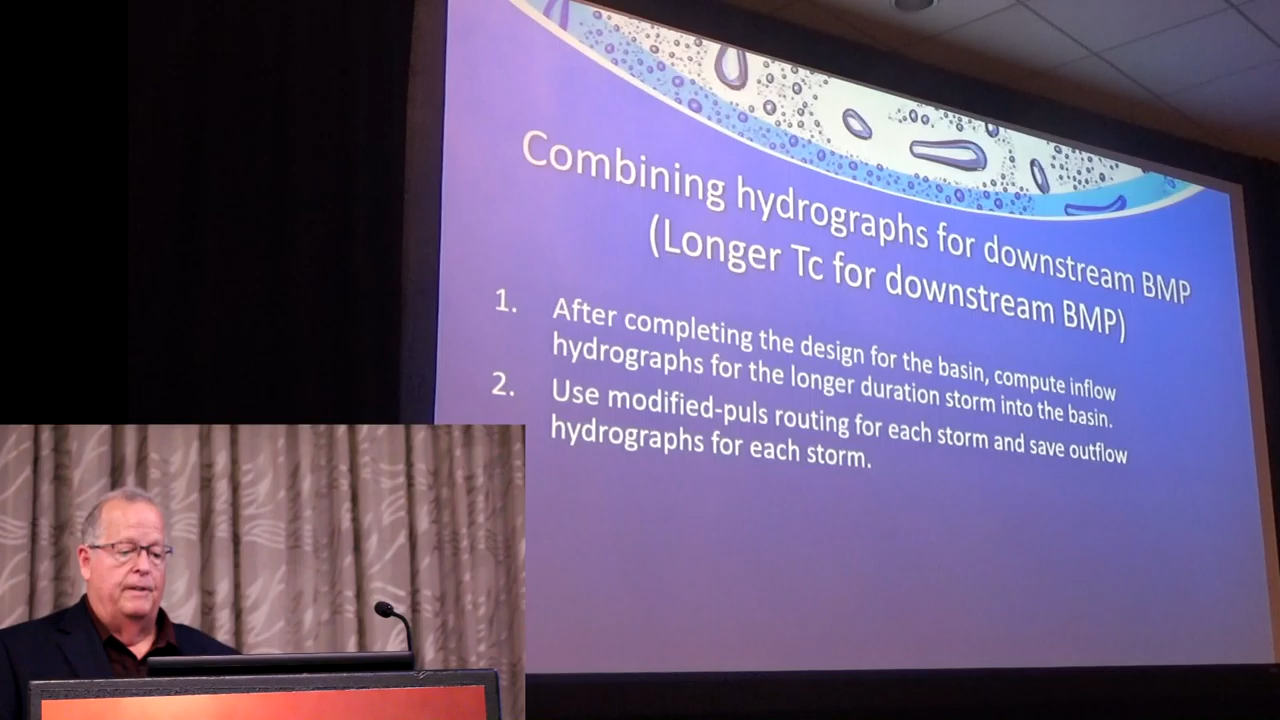 Combining hydrographs for downstream BMP
(Longer Tc for downstream BMP)
1. After completing the design for the basin, compute inflow
hydrographs for the longer duration storm into the basin.
2. Use modified-puls routing for each storm and save outflow
hydrographs for each storm.